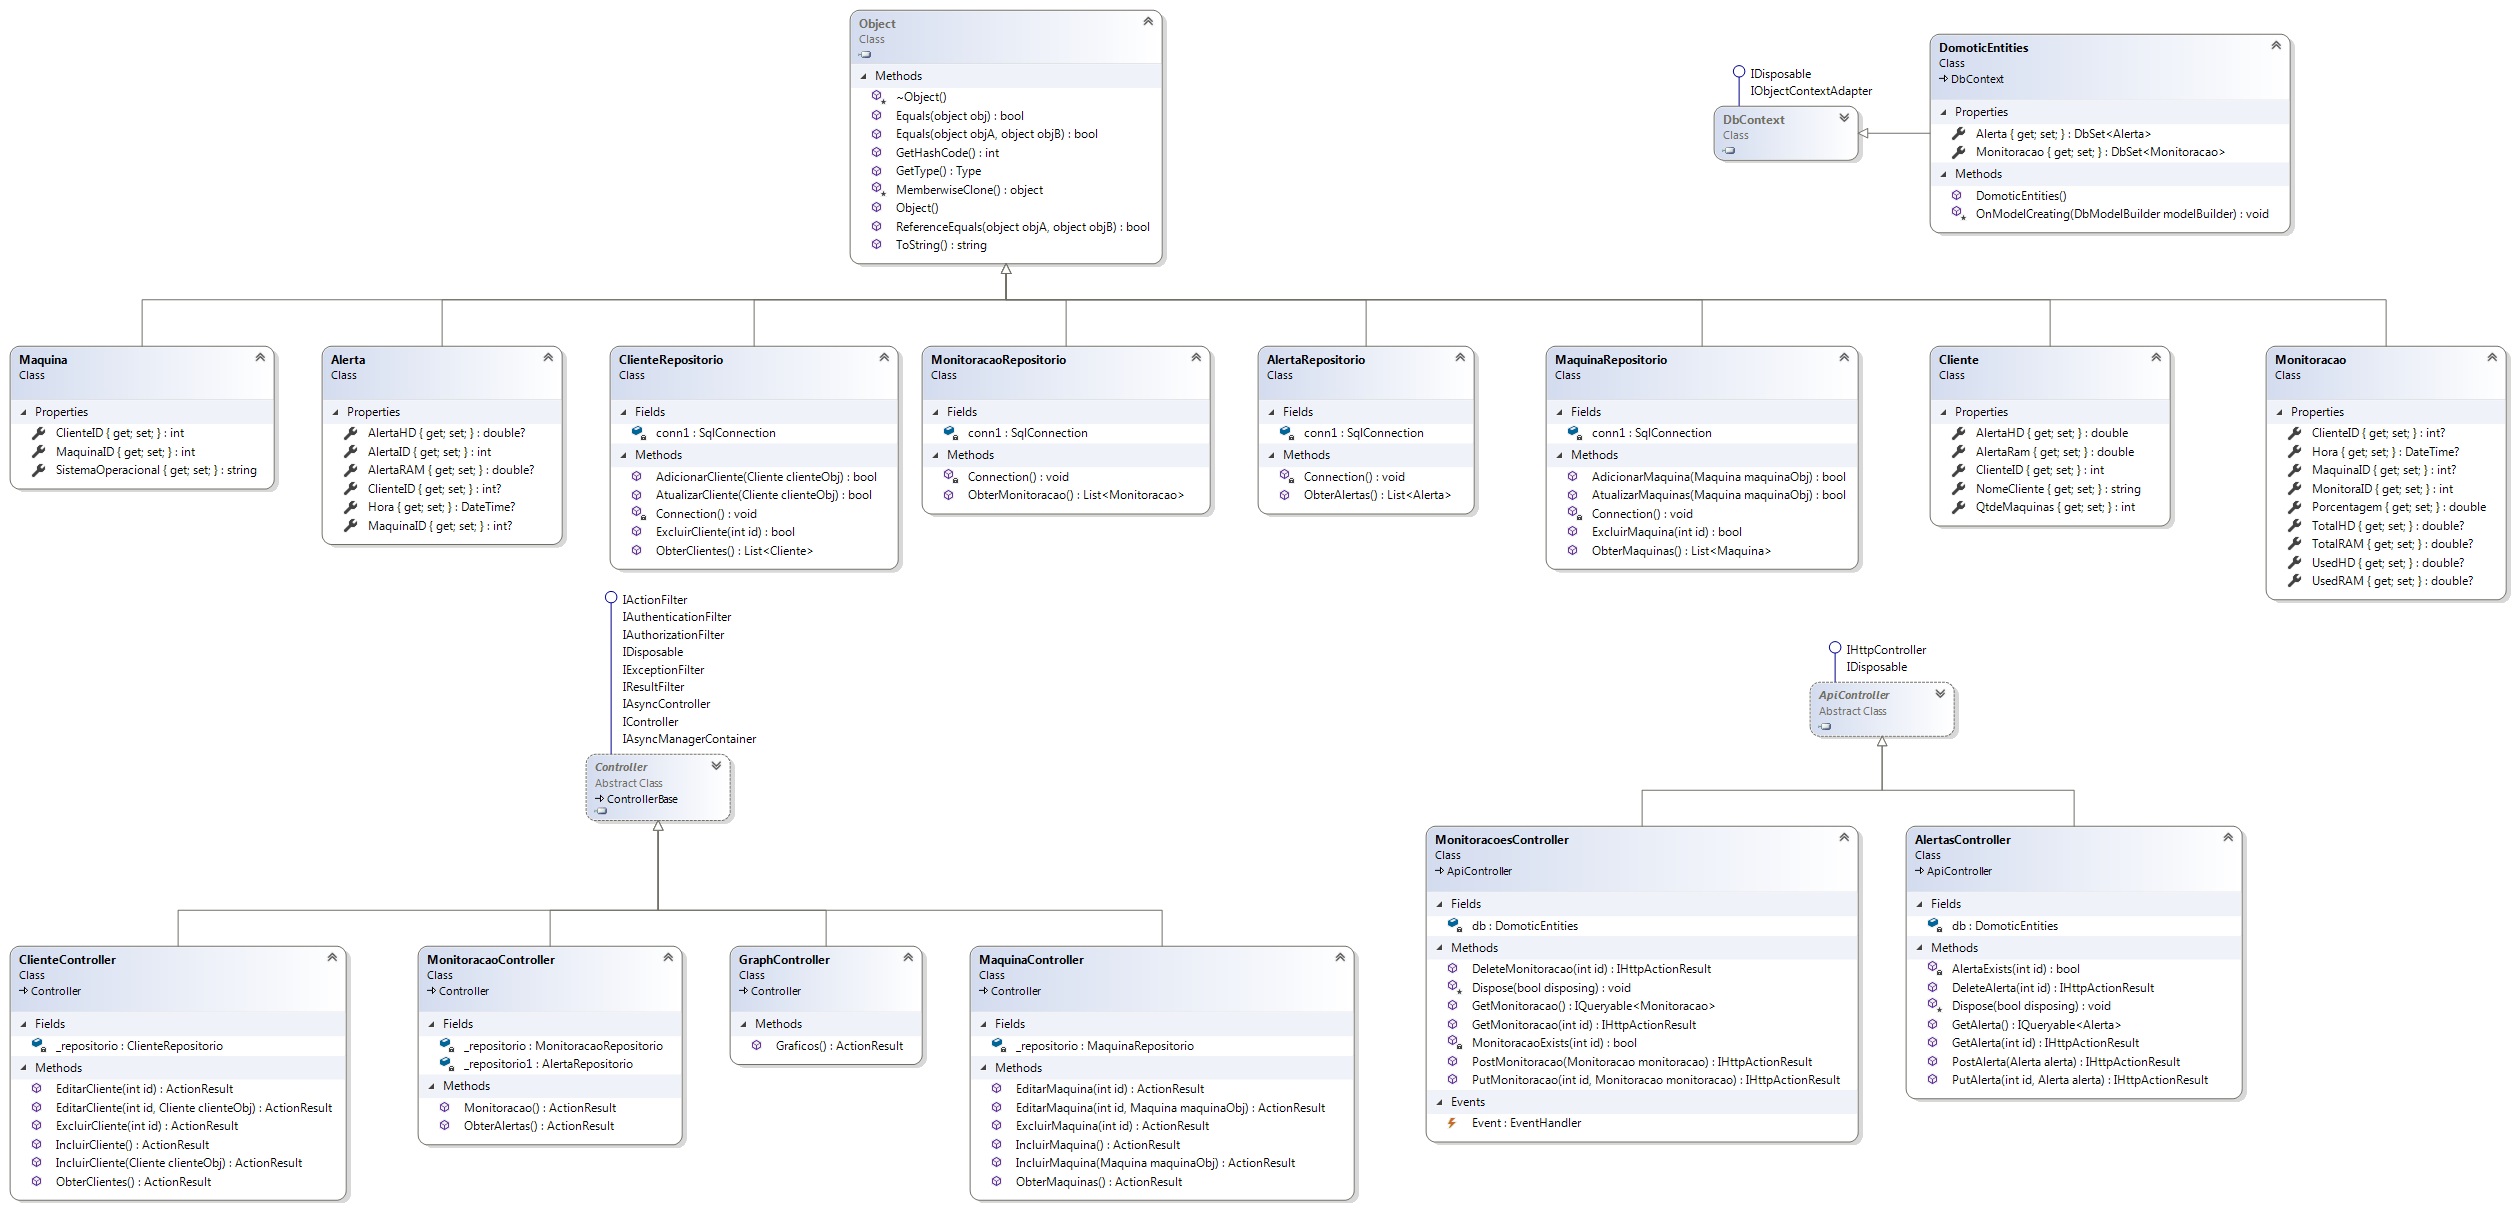 Object
Class
Methods
~Object()
Equals(object obj) : bool
Equals(object objA, object objB) : bool
GetHashCode() : int
GetType() : Type
MemberwiseClone() : object
Object()
ReferenceEquals(object objA, object objB) : bool
ToString() : string
IDisposable
IObjectContextAdapter
DbContext
Class
DomoticEntities
Class
DbContext
Properties
Alerta { get; set; } : DbSet<Alerta>
Monitoracao { get; set; } : DbSet<Monitoracao>
Methods
DomoticEntities()
OnModelCreating(DbModelBuilder modelBuilder) : void
Maquina
Class
Properties
ClienteID { get; set; } : int
MaquinaID { get; set; } : int
SistemaOperacional { get; set; } : string
Alerta
Class
Properties
AlertaHD { get; set; } : double?
AlertaID { get; set; } : int
AlertaRAM { get; set; } : double?
ClienteID { get; set; } : int?
Hora { get; set; } : DateTime?
MaquinaID { get; set; } : int?
ClienteRepositorio
Class
Fields
conn1 : SqlConnection
Methods
AdicionarCliente(Cliente clienteObj) : bool
AtualizarCliente(Cliente clienteObj) : bool
Connection() : void
ExcluirCliente(int id) : bool
ObterClientes() : List<Cliente>
MonitoracaoRepositorio
Class
Fields
conn1 : SqlConnection
Methods
Connection() : void
ObterMonitoracao() : List<Monitoracao>
AlertaRepositorio
Class
Fields
conn1 : SqlConnection
Methods
Connection() : void
ObterAlertas() : List<Alerta>
MaquinaRepositorio
Class
Fields
conn1 : SqlConnection
Methods
AdicionarMaquina(Maquina maquinaObj) : bool
AtualizarMaquinas(Maquina maquinaObj) : bool
Connection() : void
ExcluirMaquina(int id) : bool
ObterMaquinas() : List<Maquina>
Cliente
Class
Properties
AlertaHD { get; set; } : double
AlertaRam { get; set; } : double
ClienteID { get; set; } : int
NomeCliente { get; set; } : string
QtdeMaquinas { get; set; } : int
Monitoracao
Class
Properties
ClienteID { get; set; } : int?
Hora { get; set; } : DateTime?
MaquinaID { get; set; } : int?
MonitoraID { get; set; } : int
Porcentagem { get; set; } : double
TotalHD { get; set; } : double?
TotalRAM { get; set; } : double?
UsedHD { get; set; } : double?
UsedRAM { get; set; } : double?
IActionFilter
IAuthenticationFilter
IAuthorizationFilter
IDisposable
IExceptionFilter
IResultFilter
IAsyncController
IController
IAsyncManagerContainer
Controller
Abstract Class
ControllerBase
IHttpController
IDisposable
ApiController
Abstract Class
ClienteController
Class
Controller
Fields
_repositorio : ClienteRepositorio
Methods
EditarCliente(int id) : ActionResult
EditarCliente(int id, Cliente clienteObj) : ActionResult
ExcluirCliente(int id) : ActionResult
IncluirCliente() : ActionResult
IncluirCliente(Cliente clienteObj) : ActionResult
ObterClientes() : ActionResult
MonitoracaoController
Class
Controller
Fields
_repositorio : MonitoracaoRepositorio
_repositorio1 : AlertaRepositorio
Methods
Monitoracao() : ActionResult
ObterAlertas() : ActionResult
GraphController
Class
Controller
Methods
Graficos() : ActionResult
MaquinaController
Class
Controller
Fields
_repositorio : MaquinaRepositorio
Methods
EditarMaquina(int id) : ActionResult
EditarMaquina(int id, Maquina maquinaObj) : ActionResult
ExcluirMaquina(int id) : ActionResult
IncluirMaquina() : ActionResult
IncluirMaquina(Maquina maquinaObj) : ActionResult
ObterMaquinas() : ActionResult
MonitoracoesController
Class
ApiController
Fields
db : DomoticEntities
Methods
DeleteMonitoracao(int id) : IHttpActionResult
Dispose(bool disposing) : void
GetMonitoracao() : IQueryable<Monitoracao>
GetMonitoracao(int id) : IHttpActionResult
MonitoracaoExists(int id) : bool
PostMonitoracao(Monitoracao monitoracao) : IHttpActionResult
PutMonitoracao(int id, Monitoracao monitoracao) : IHttpActionResult
Events
Event : EventHandler
AlertasController
Class
ApiController
Fields
db : DomoticEntities
Methods
AlertaExists(int id) : bool
DeleteAlerta(int id) : IHttpActionResult
Dispose(bool disposing) : void
GetAlerta() : IQueryable<Alerta>
GetAlerta(int id) : IHttpActionResult
PostAlerta(Alerta alerta) : IHttpActionResult
PutAlerta(int id, Alerta alerta) : IHttpActionResult